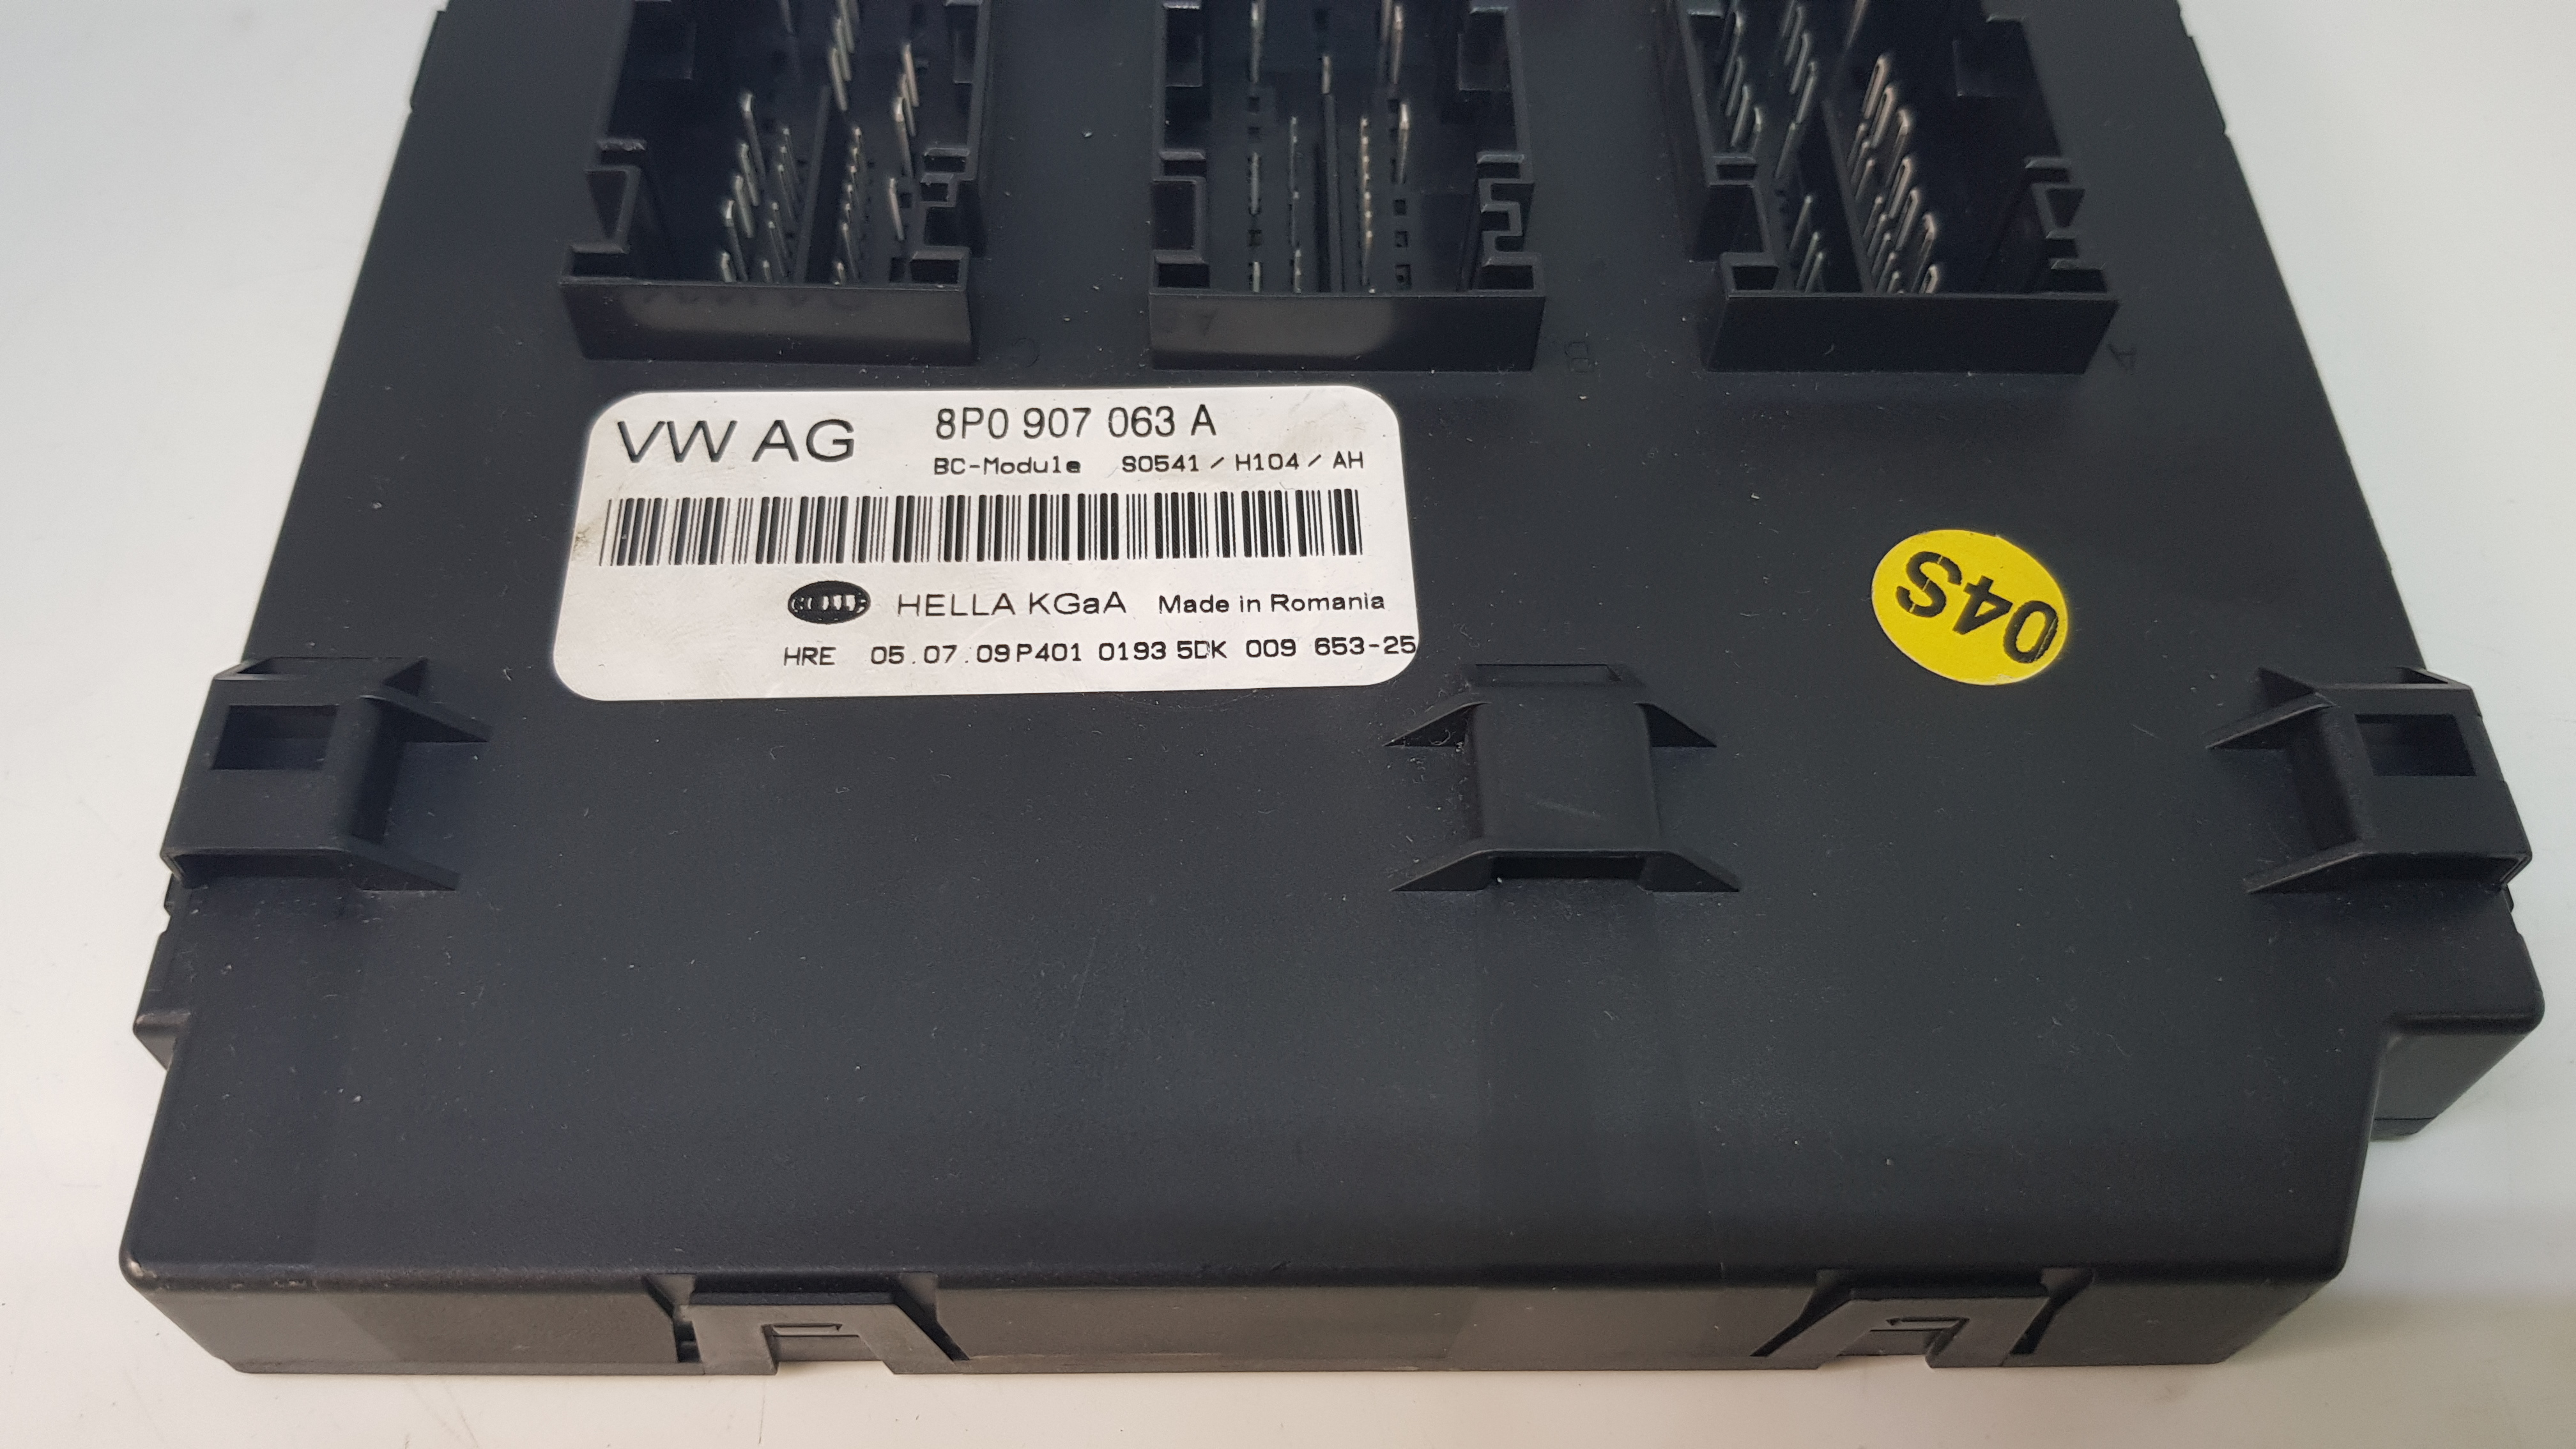 C
B
A
VW AG
8P0 907 063 A
BC-Module S0541 / H104 / AH
HELLA HELLA KGaA Made in Romania
HRE 05.07.09 P401 0193 5DK 009 653-25
04S